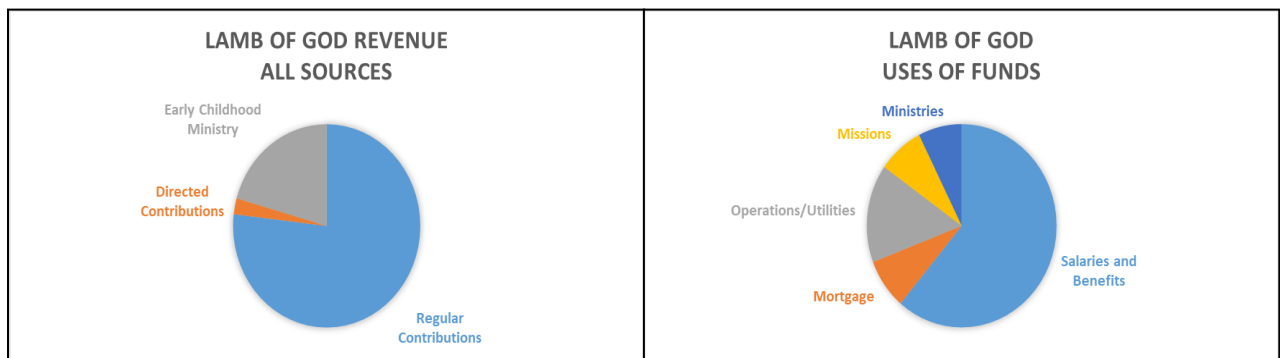 LAMB OF GOD REVENUE
ALL SOURCES
Early Childhood
Ministry
Directed
Contributions
Regular
Contributions
LAMB OF GOD
USES OF FUNDS
Ministries
Missions
Operations/Utilities
Salaries and
Benefits
Mortgage